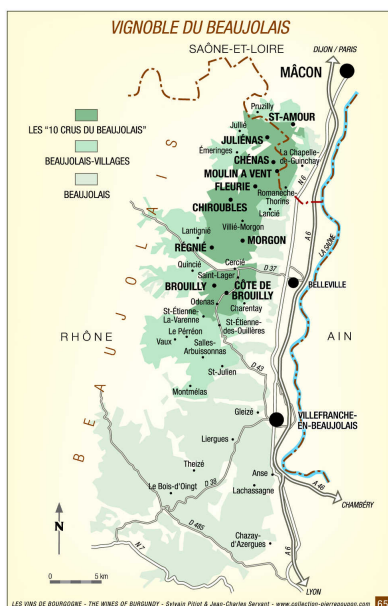 VIGNOBLE DU BEAUJOLAIS
SAÔNE-ET-LOIRE
DIJON / PARIS
MÂCON
Pruzilly
ST-AMOUR
LES "10 CRUS DU BEAUJOLAIS"
Jullié
JULIÉNAS
Émeringes
CHÉNAS
La Chapelle-
de-Guinchay
BEAUJOLAIS-VILLAGES
MOULIN A VENT
N 6
FLEURIE
Romanèche-
Thorins
BEAUJOLAIS
CHIROUBLES
Lancié
Villié-Morgon
A 6
LA SAÔNE
Lantignié
MORGON
RÉGNIÉ
D 37
Cercié
Quincié
Saint-Lager
BELLEVILLE
BROUILLY
CÔTE DE
BROUILLY
Odenas
Charentay
St-Étienne-
La-Varenne
St-Étienne-
des-Oullières
RHÔNE
AIN
Le Pérréon
Vaux
Salles-
Arbuissonnas
St-Julien
D 43
Montmélas
BEAUJOLAIS
Gleizé
VILLEFRANCHE-
EN-BEAUJOLAIS
Liergues
Theizé
Anse
A 46
D 38
Le Bois-d'Oingt
Lachassagne
CHAMBÉRY
N
D 485
Chazay-
d'Azergues
N 7
A 6
0 5 km
LYON
LES VINS DE BOURGOGNE - THE WINES OF BURGUNDY - Sylvain Pitiot & Jean-Charles Servant - www.collection-pierrepoupon.com